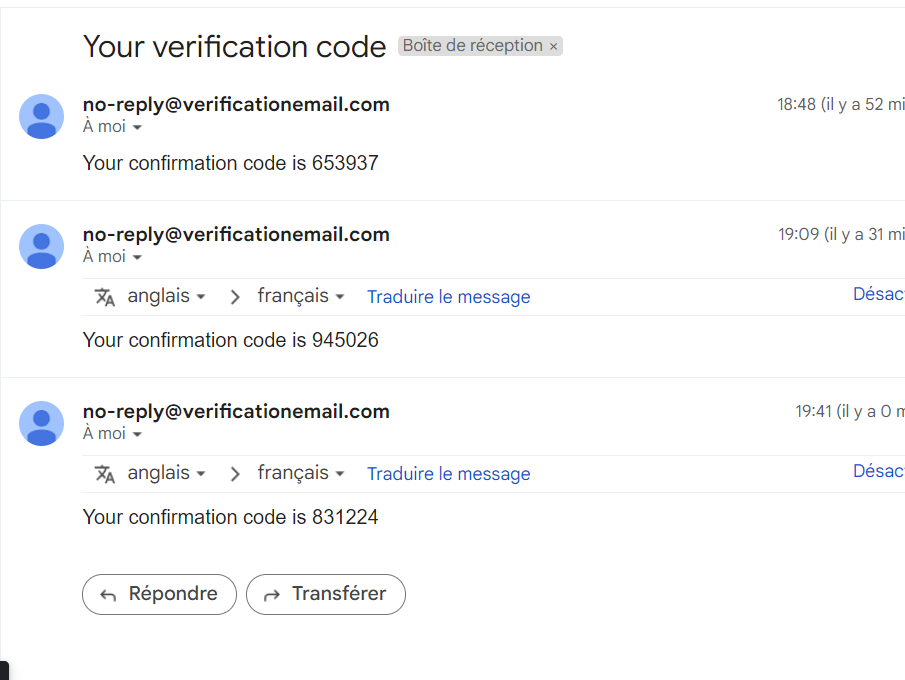 Your verification code Boîte de réception ×
no-reply@verificationemail.com 18:48 (il y a 52 mi
À moi
Your confirmation code is 653937
no-reply@verificationemail.com 19:09 (il y a 31 mi
À moi
anglais français Traduire le message Désac
Your confirmation code is 945026
no-reply@verificationemail.com 19:41 (il y a 0 m
À moi
anglais français Traduire le message Désac
Your confirmation code is 831224
Répondre Transférer